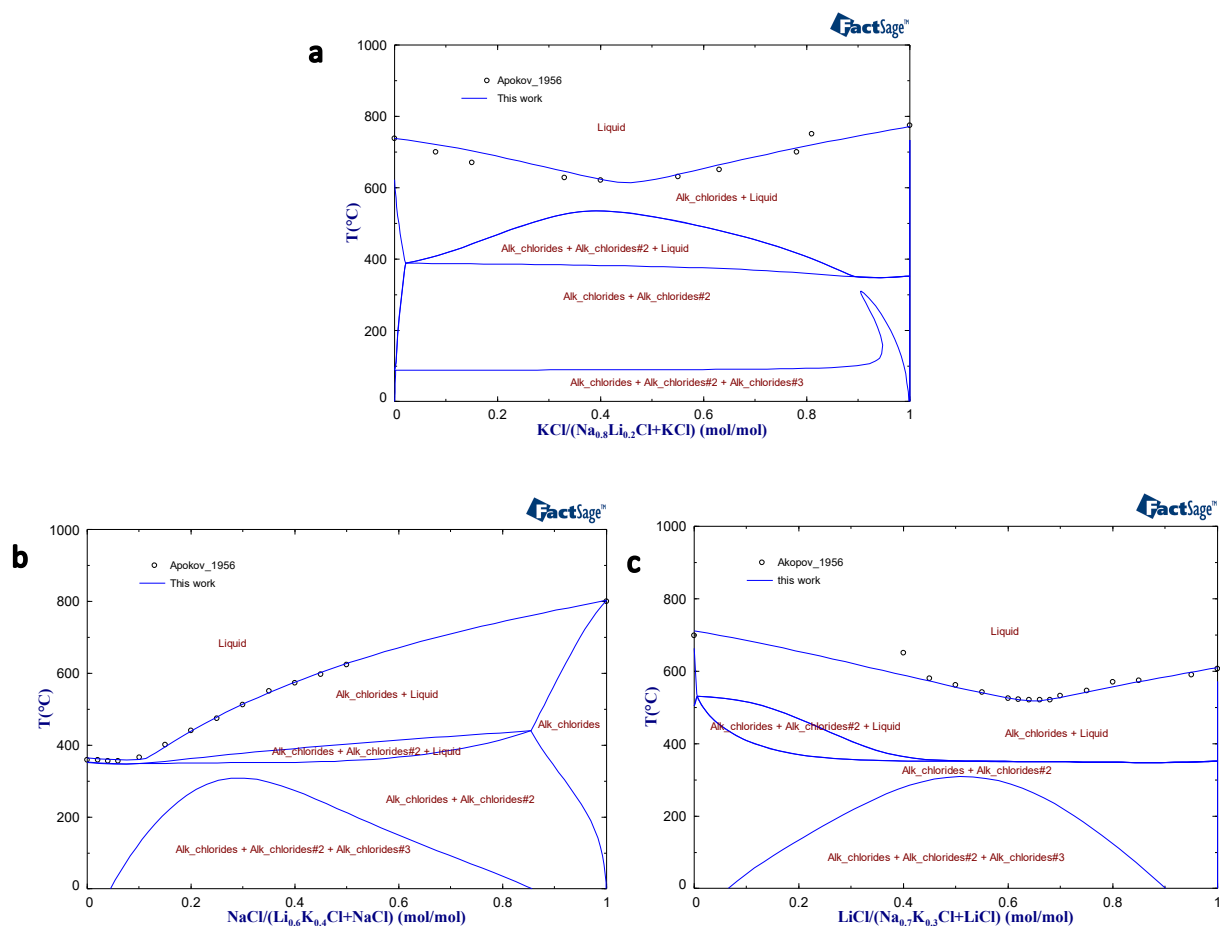 FactSage™
a
1000
800
600
400
200
0
T(°C)
Apokov_1956
This work
Liquid
Alk_chlorides + Liquid
Alk_chlorides + Alk_chlorides#2 + Liquid
Alk_chlorides + Alk_chlorides#2
Alk_chlorides + Alk_chlorides#2 + Alk_chlorides#3
0 0.2 0.4 0.6 0.8 1
KCl/(Na₀.₈Li₀.₂Cl+KCl) (mol/mol)
FactSage™
b
1000
800
600
400
200
0
T(°C)
Apokov_1956
This work
Liquid
Alk_chlorides + Liquid
Alk_chlorides
Alk_chlorides + Alk_chlorides#2 + Liquid
Alk_chlorides + Alk_chlorides#2
Alk_chlorides + Alk_chlorides#2 + Alk_chlorides#3
0 0.2 0.4 0.6 0.8 1
NaCl/(Li₀.₆K₀.₄Cl+NaCl) (mol/mol)
FactSage™
c
1000
800
600
400
200
0
T(°C)
Akopov_1956
this work
Liquid
Alk_chlorides + Alk_chlorides#2 + Liquid
Alk_chlorides + Liquid
Alk_chlorides + Alk_chlorides#2
Alk_chlorides + Alk_chlorides#2 + Alk_chlorides#3
0 0.2 0.4 0.6 0.8 1
LiCl/(Na₀.₇K₀.₃Cl+LiCl) (mol/mol)